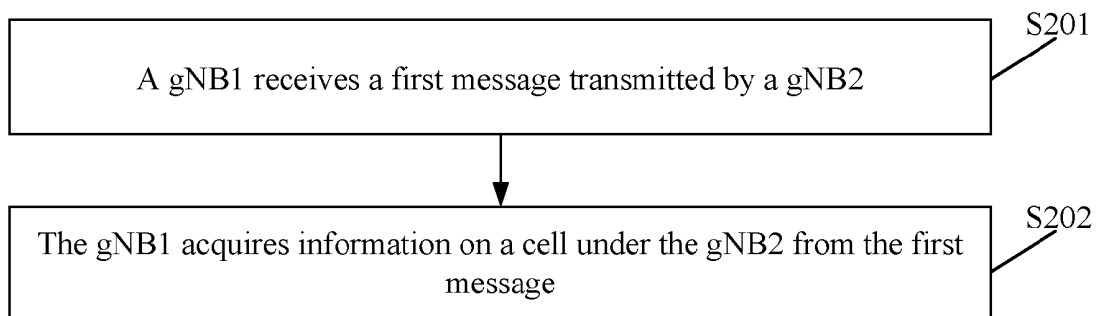 S201
A gNB1 receives a first message transmitted by a gNB2
S202
The gNB1 acquires information on a cell under the gNB2 from the first
message